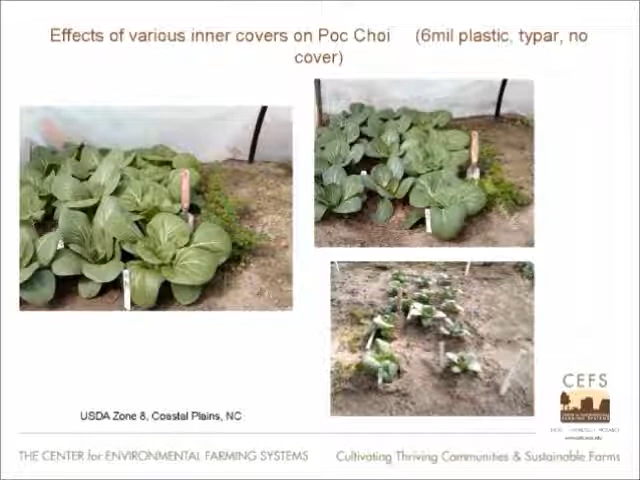 Effects of various inner covers on Poc Choi (6mil plastic, typar, no
cover)
USDA Zone 8, Coastal Plains, NC
CEFS
THE CENTER for ENVIRONMENTAL FARMING SYSTEMS
Cultivating Thriving Communities & Sustainable Farms